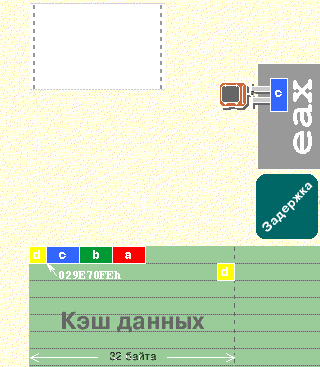 c
eax
Задержка
d c b a
029E70FEh
d
Кэш данных
32 байта